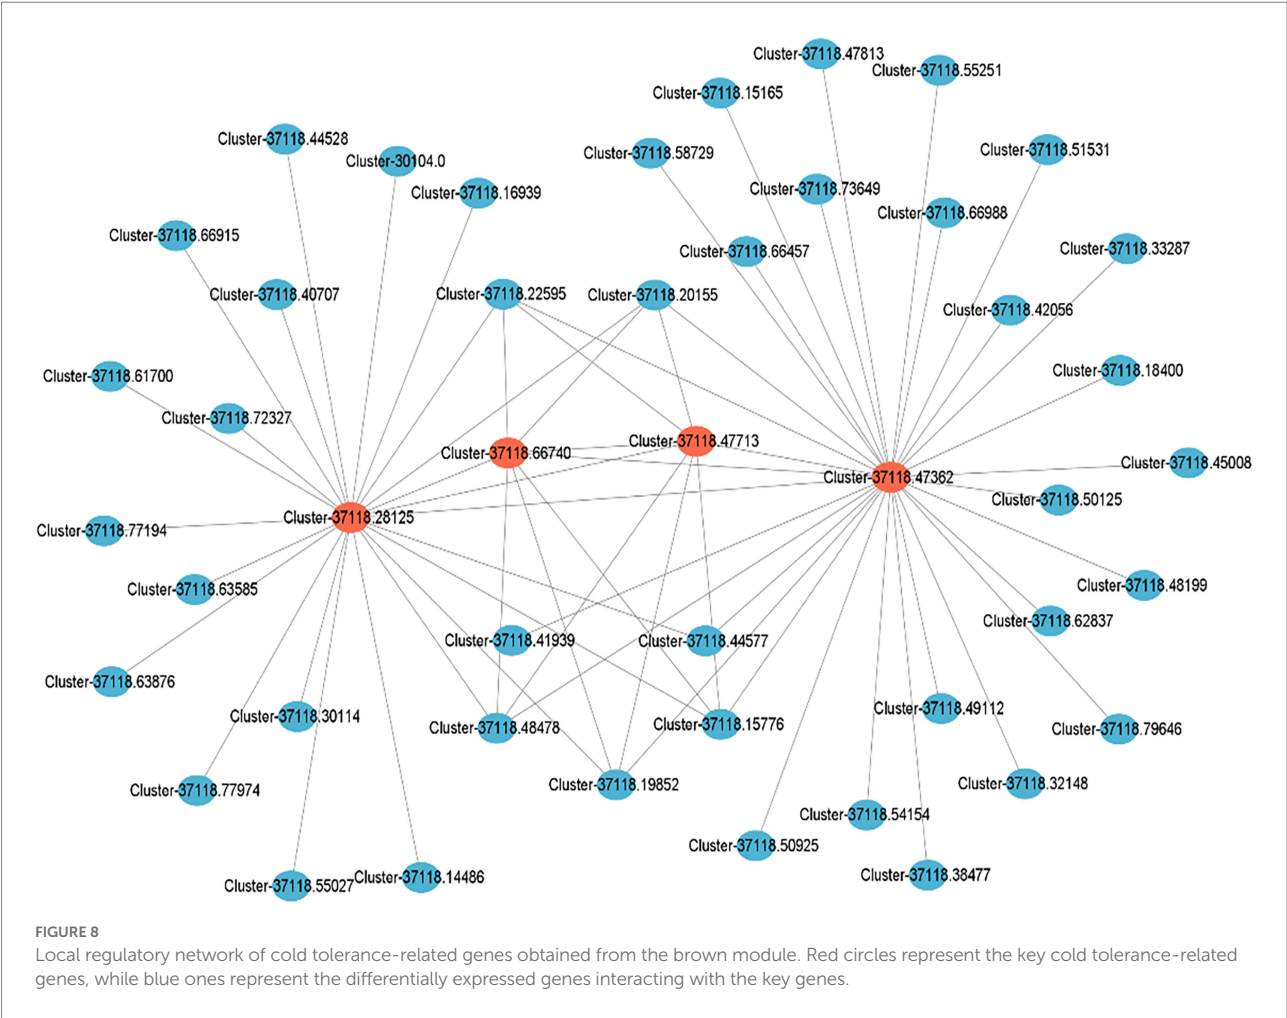 Cluster-37118.47813
Cluster-37118.55251
Cluster-37118.15165
Cluster-37118.44528
Cluster-30104.0
Cluster-37118.58729
Cluster-37118.51531
Cluster-37118.16939
Cluster-37118.73649
Cluster-37118.66988
Cluster-37118.66915
Cluster-37118.66457
Cluster-37118.33287
Cluster-37118.40707
Cluster-37118.22595
Cluster-37118.20155
Cluster-37118.42056
Cluster-37118.61700
Cluster-37118.18400
Cluster-37118.72327
Cluster-37118.66740
Cluster-37118.47713
Cluster-37118.45008
Cluster-37118.47362
Cluster-37118.50125
Cluster-37118.28125
Cluster-37118.77194
Cluster-37118.63585
Cluster-37118.48199
Cluster-37118.62837
Cluster-37118.41939
Cluster-37118.44577
Cluster-37118.63876
Cluster-37118.30114
Cluster-37118.49112
Cluster-37118.48478
Cluster-37118.15776
Cluster-37118.79646
Cluster-37118.77974
Cluster-37118.19852
Cluster-37118.32148
Cluster-37118.54154
Cluster-37118.50925
Cluster-37118.55027
Cluster-37118.14486
Cluster-37118.38477
FIGURE 8
Local regulatory network of cold tolerance-related genes obtained from the brown module. Red circles represent the key cold tolerance-related
genes, while blue ones represent the differentially expressed genes interacting with the key genes.